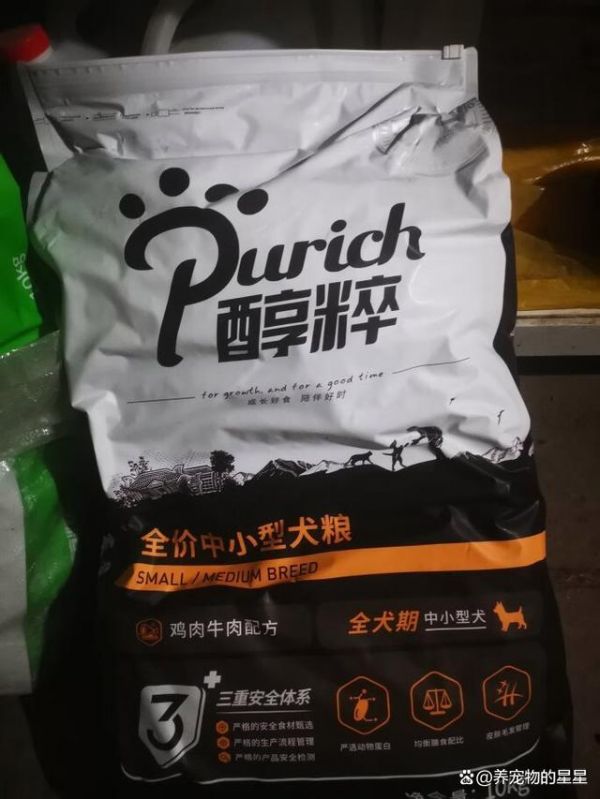 Purich
醇粹
for growth, and for a good time
成长好食 陪伴好时
全价中小型犬粮
SMALL / MEDIUM BREED
鸡肉牛肉配方
全犬期 中小型犬
3+
三重安全体系
严格的安全食材甄选
严格的生产流程管理
严格的产品安全检测
严选动物蛋白
均衡膳食配比
皮肤毛发管理
净含量：10kg
10kg
@养宠物的星星